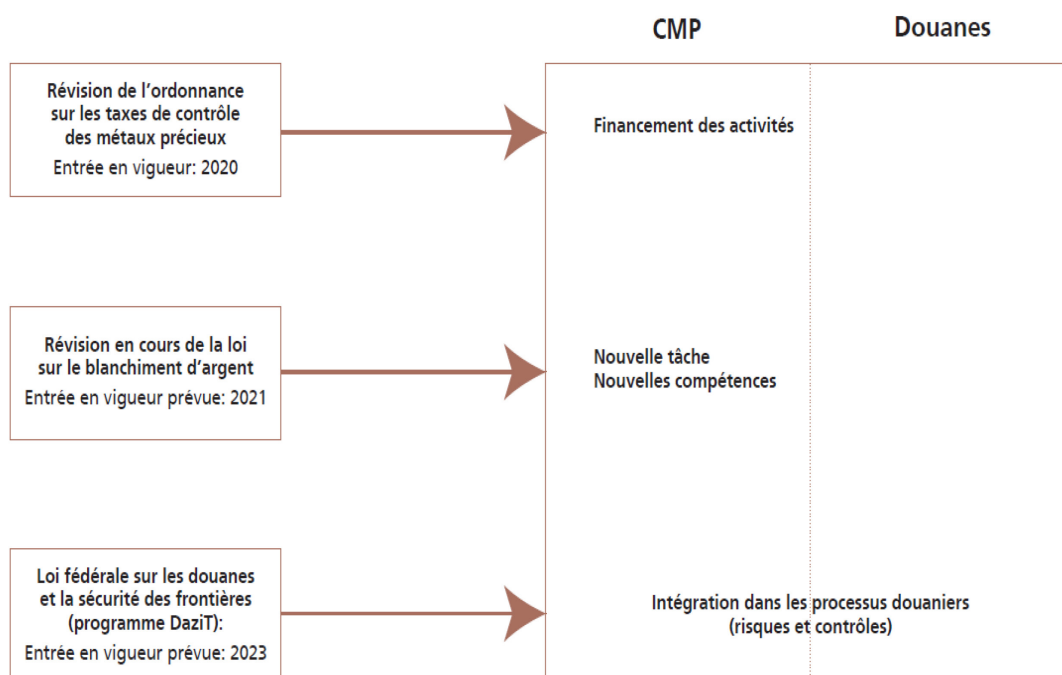 CMP
Douanes
Révision de l'ordonnance
sur les taxes de contrôle
des métaux précieux
Entrée en vigueur: 2020
Financement des activités
Révision en cours de la loi
sur le blanchiment d'argent
Entrée en vigueur prévue: 2021
Nouvelle tâche
Nouvelles compétences
Loi fédérale sur les douanes
et la sécurité des frontières
(programme DaziT):
Entrée en vigueur prévue: 2023
Intégration dans les processus douaniers
(risques et contrôles)